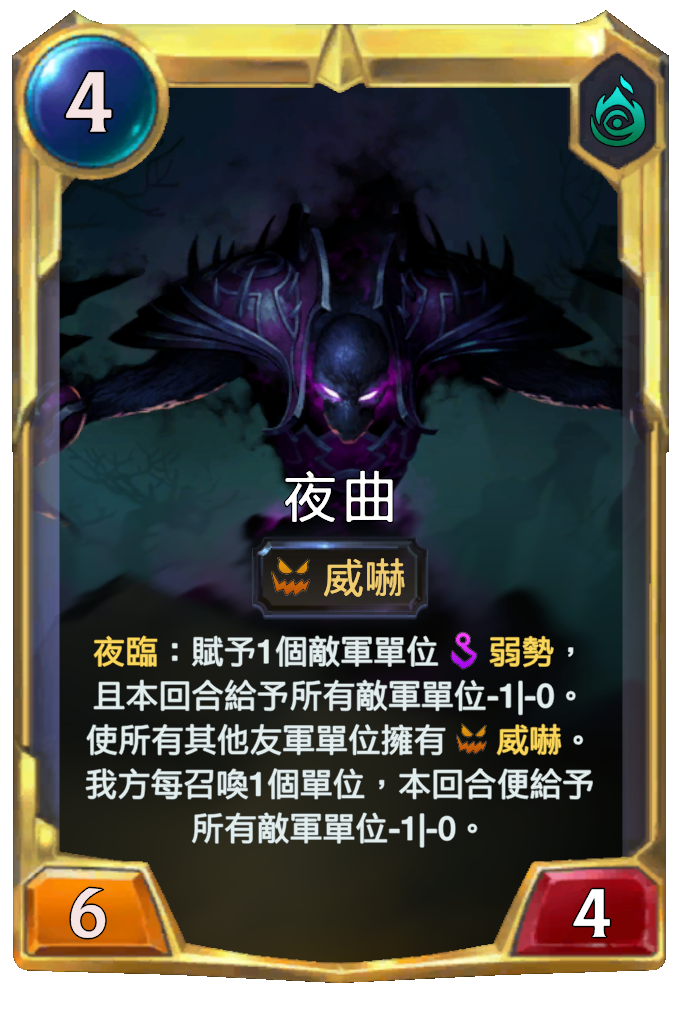 4
夜曲
威嚇
夜臨：賦予1個敵軍單位 弱勢，
且本回合給予所有敵軍單位-1|-0。
使所有其他友軍單位擁有 威嚇。
我方每召喚1個單位，本回合便給予
所有敵軍單位-1|-0。
6
4